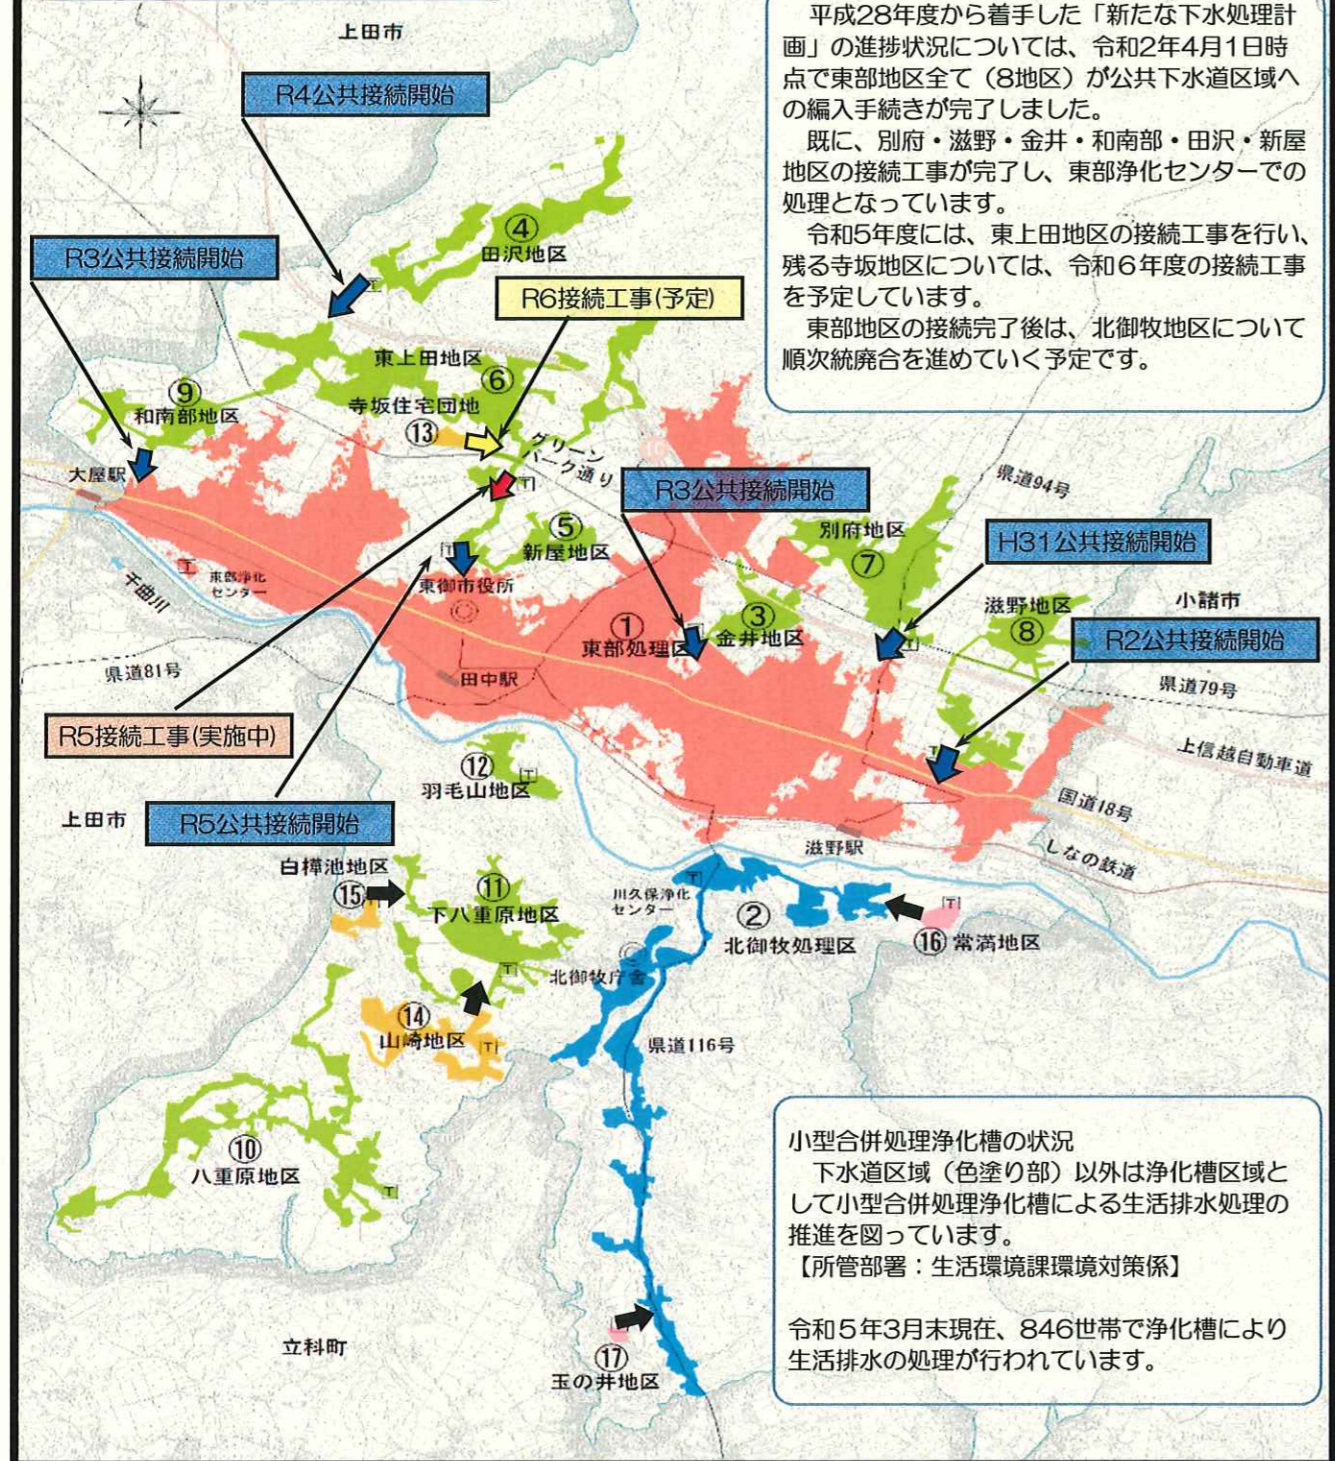 上田市
平成28年度から着手した「新たな下水処理計
画」の進捗状況については、令和2年4月1日時
点で東部地区全て（8地区）が公共下水道区域へ
の編入手続きが完了しました。
既に、別府・滋野・金井・和南部・田沢・新屋
地区の接続工事が完了し、東部浄化センターでの
処理となっています。
令和5年度には、東上田地区の接続工事を行い、
残る寺坂地区については、令和６年度の接続工事
を予定しています。
東部地区の接続完了後は、北御牧地区について
順次統廃合を進めていく予定です。
R4公共接続開始
④
田沢地区
R3公共接続開始
R6接続工事(予定)
東上田地区
⑥
⑨
和南部地区
寺坂住宅団地
⑬
グリーン
パーク通り
大屋駅
T
R3公共接続開始
県道94号
別府地区
⑦
H31公共接続開始
⑤
新屋地区
T
東部浄化
センター
千曲川
東御市役所
①
東部処理区
③
金井地区
滋野地区
⑧
小諸市
R2公共接続開始
県道81号
田中駅
県道79号
R5接続工事(実施中)
上信越自動車道
⑫
羽毛山地区
T
国道18号
上田市
R5公共接続開始
滋野駅
しなの鉄道
白樺池地区
⑮
⑪
下八重原地区
T
川久保浄化
センター
T
②
北御牧処理区
T
⑯常満地区
北御牧庁舎
⑭
山崎地区
T
県道116号
⑩
八重原地区
T
小型合併処理浄化槽の状況
下水道区域（色塗り部）以外は浄化槽区域と
して小型合併処理浄化槽による生活排水処理の
推進を図っています。
【所管部署：生活環境課環境対策係】
令和５年3月末現在、846世帯で浄化槽により
生活排水の処理が行われています。
立科町
⑰
玉の井地区